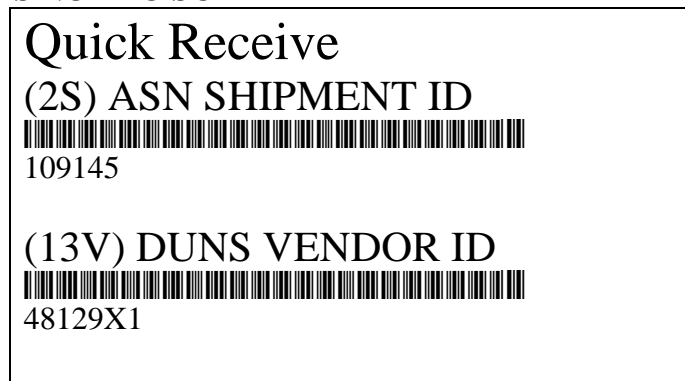 Quick Receive
(2S) ASN SHIPMENT ID
109145
(13V) DUNS VENDOR ID
48129X1